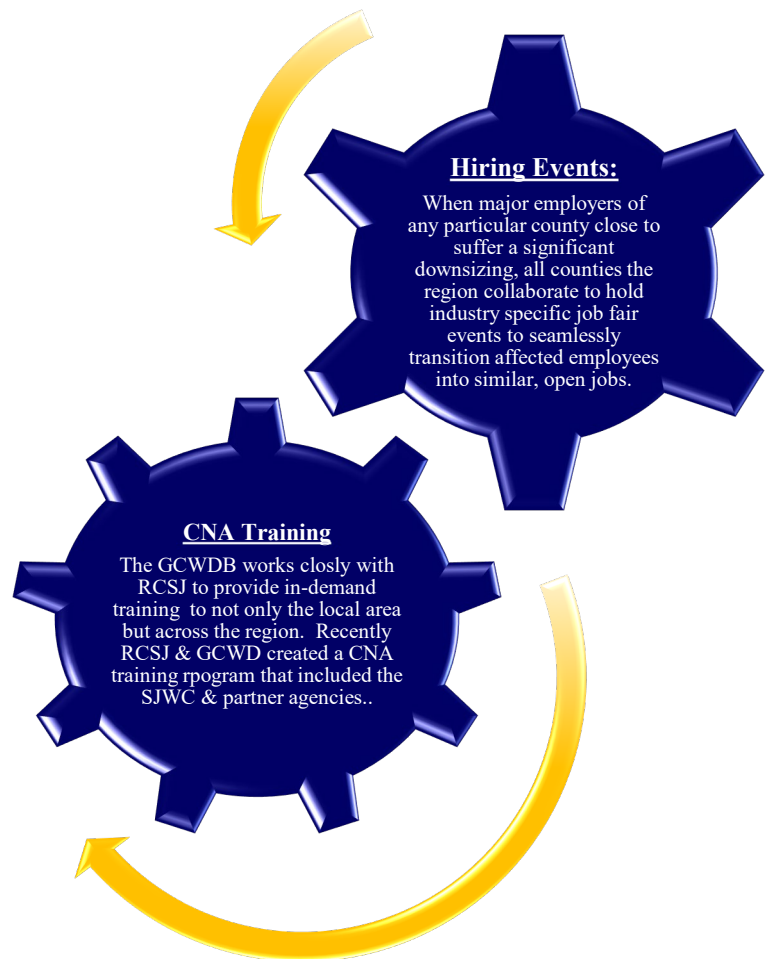 Hiring Events:
When major employers of
any particular county close to
suffer a significant
downsizing, all counties the
region collaborate to hold
industry specific job fair
events to seamlessly
transition affected employees
into similar, open jobs.
CNA Training
The GCWDB works closly with
RCSJ to provide in-demand
training to not only the local area
but across the region. Recently
RCSJ & GCWD created a CNA
training rpogram that included the
SJWC & partner agencies..